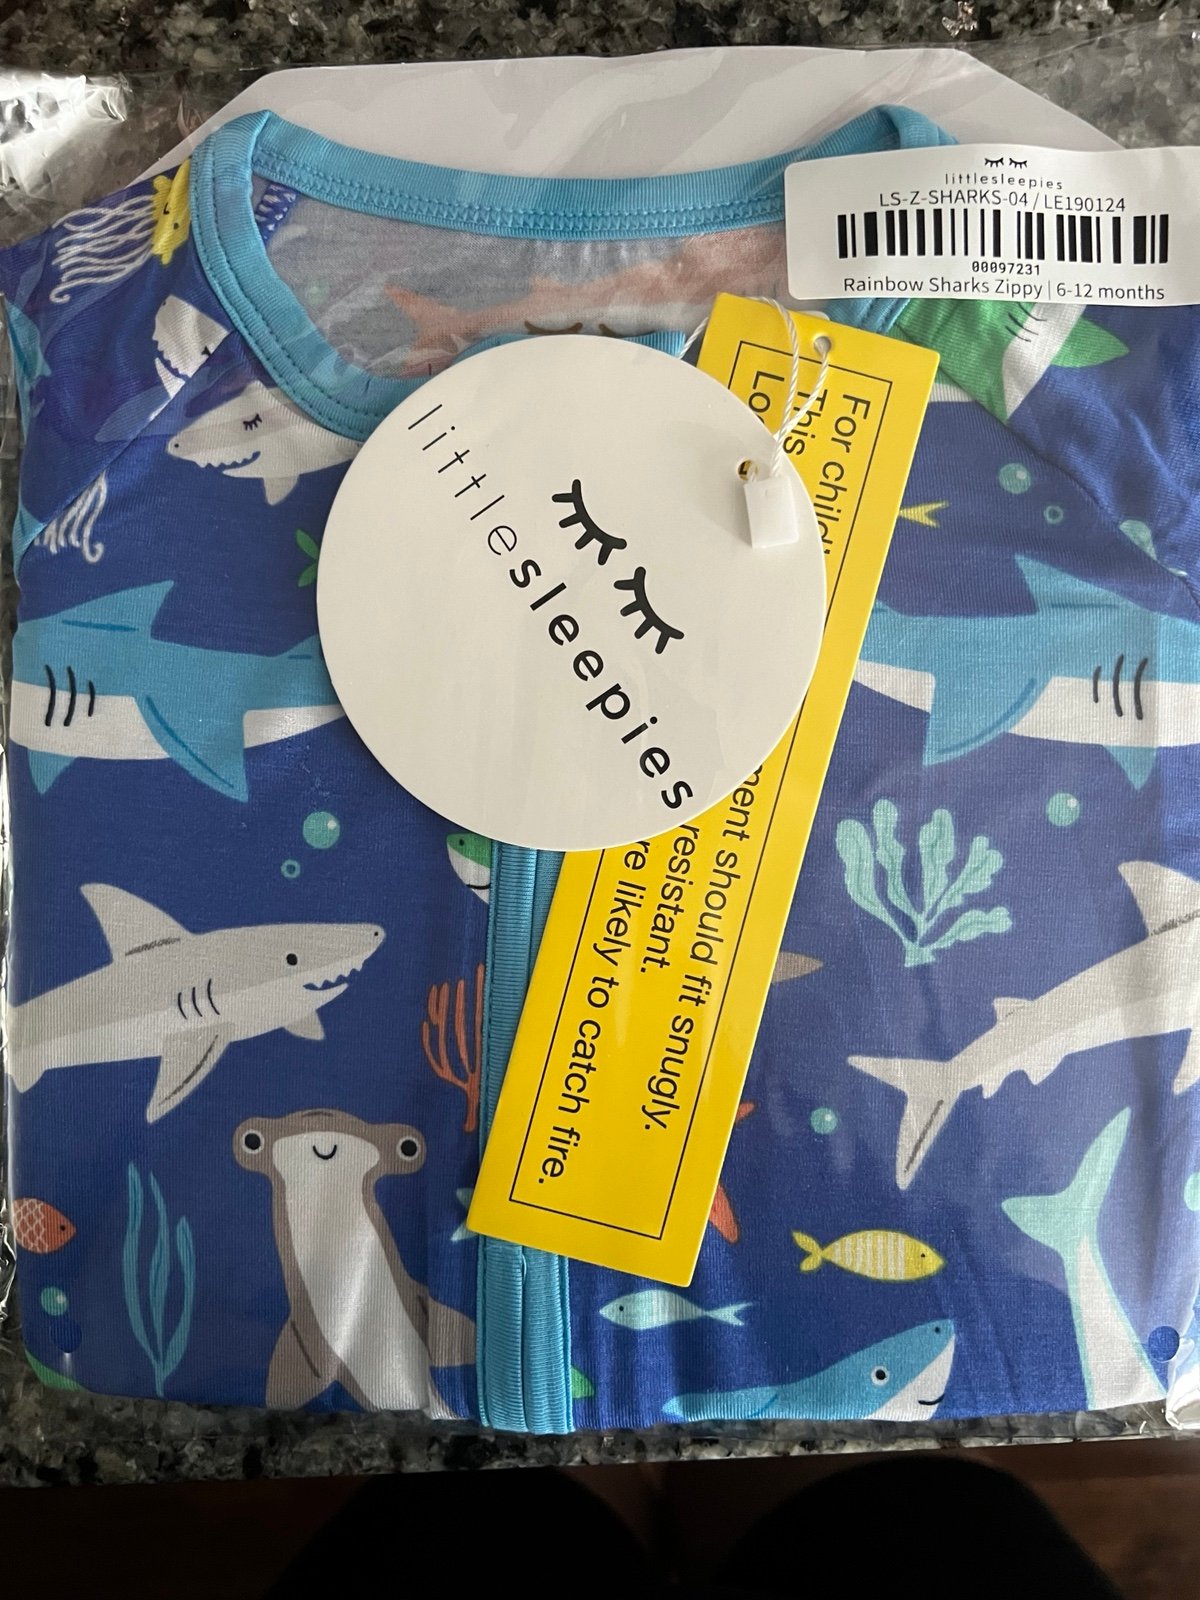 littlesleepies
LS-Z-SHARKS-04 / LE190124
00097231
Rainbow Sharks Zippy | 6-12 months
littlesleepies
For child'
This
ment should fit snugly.
resistant.
Lo
re likely to catch fire.